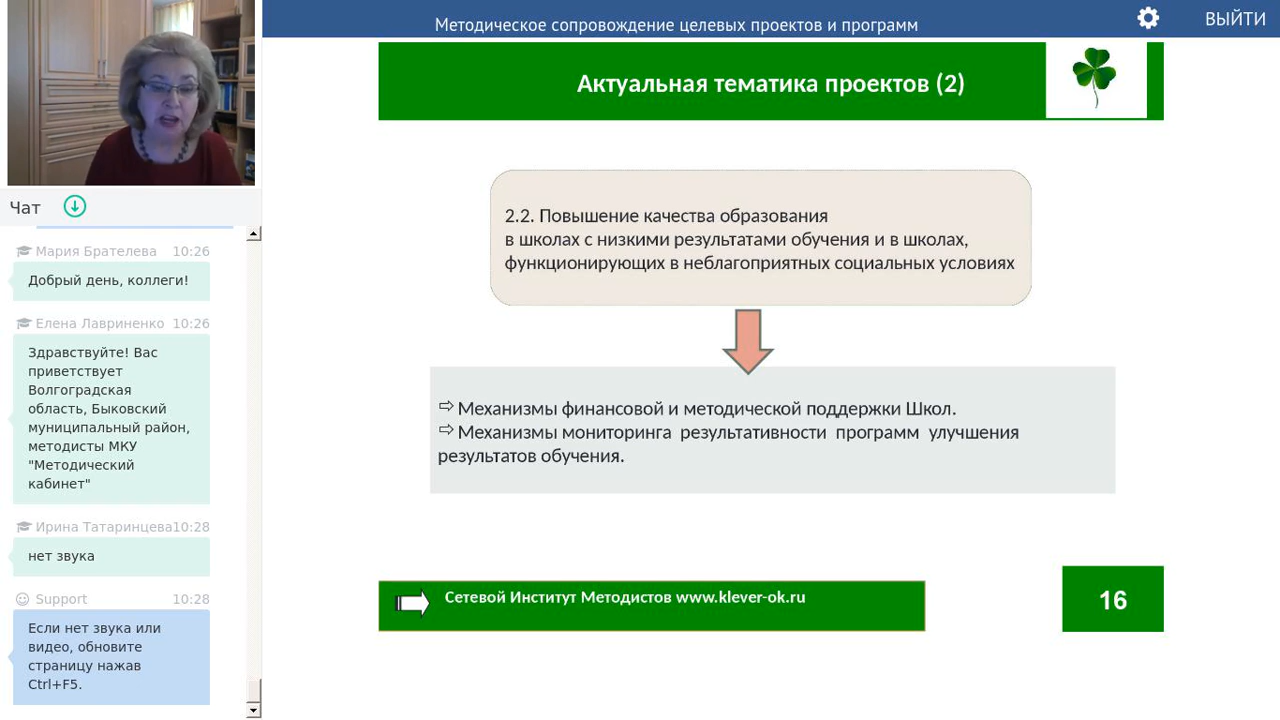 Методическое сопровождение целевых проектов и программ
ВЫЙТИ
Чат
Мария Брателева 10:26
Добрый день, коллеги!
Елена Лавриненко 10:26
Здравствуйте! Вас
приветствует
Волгоградская
область, Быковский
муниципальный район,
методисты МКУ
"Методический
кабинет"
Ирина Татаринцева10:28
нет звука
Support 10:28
Если нет звука или
видео, обновите
страницу нажав
Ctrl+F5.
Актуальная тематика проектов (2)
2.2. Повышение качества образования
в школах с низкими результатами обучения и в школах,
функционирующих в неблагоприятных социальных условиях
⇨ Механизмы финансовой и методической поддержки Школ.
⇨ Механизмы мониторинга результативности программ улучшения
результатов обучения.
Сетевой Институт Методистов www.klever-ok.ru
16